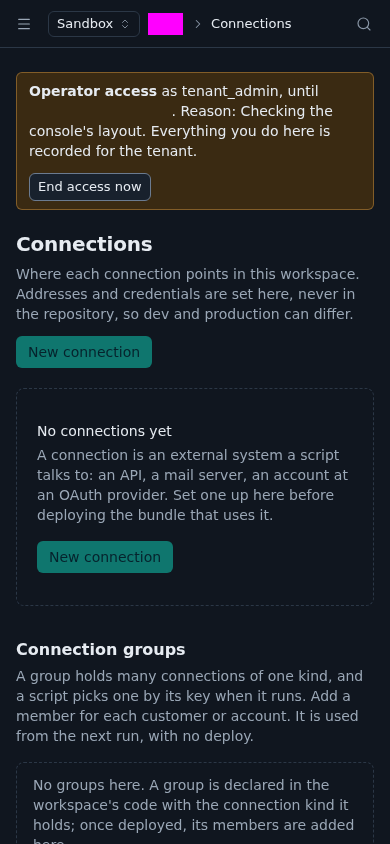 Sandbox
Connections
Operator access as tenant_admin, until
. Reason: Checking the
console's layout. Everything you do here is
recorded for the tenant.
End access now
Connections
Where each connection points in this workspace.
Addresses and credentials are set here, never in
the repository, so dev and production can differ.
New connection
No connections yet
A connection is an external system a script
talks to: an API, a mail server, an account at
an OAuth provider. Set one up here before
deploying the bundle that uses it.
New connection
Connection groups
A group holds many connections of one kind, and
a script picks one by its key when it runs. Add a
member for each customer or account. It is used
from the next run, with no deploy.
No groups here. A group is declared in the
workspace's code with the connection kind it
holds; once deployed, its members are added
here.